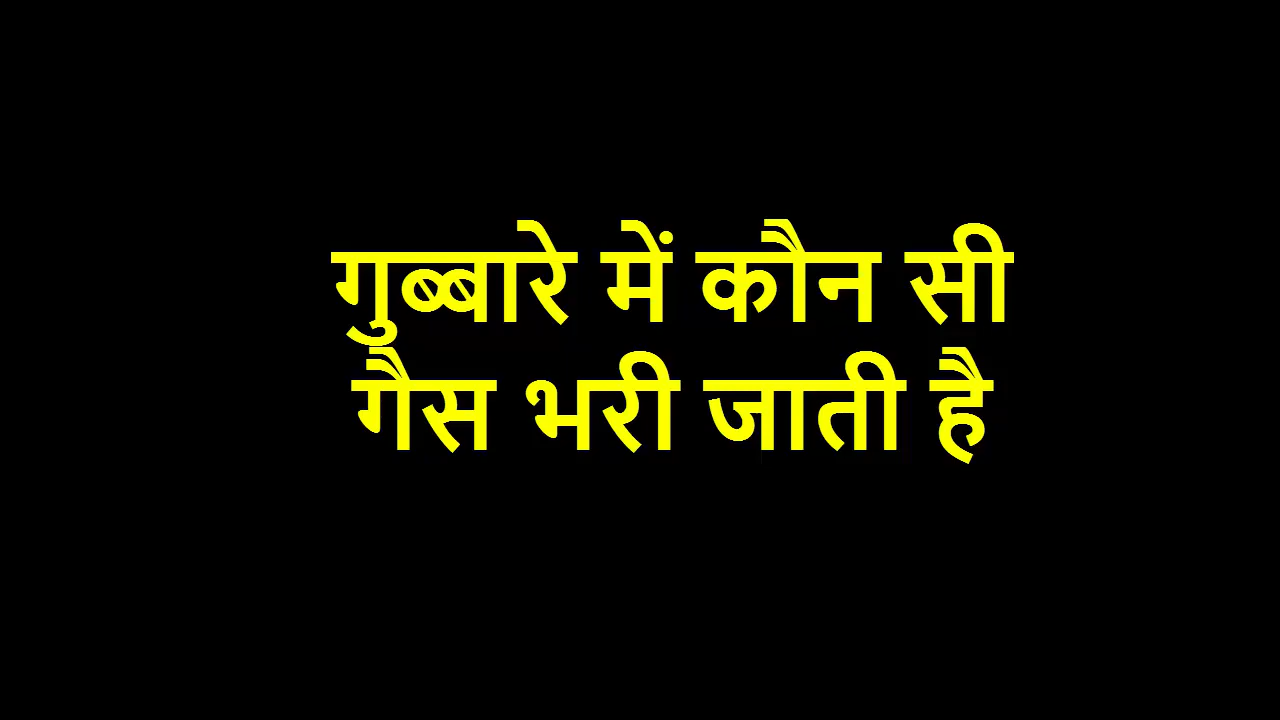 गुब्बारे में कौन सी
गैस भरी जाती है